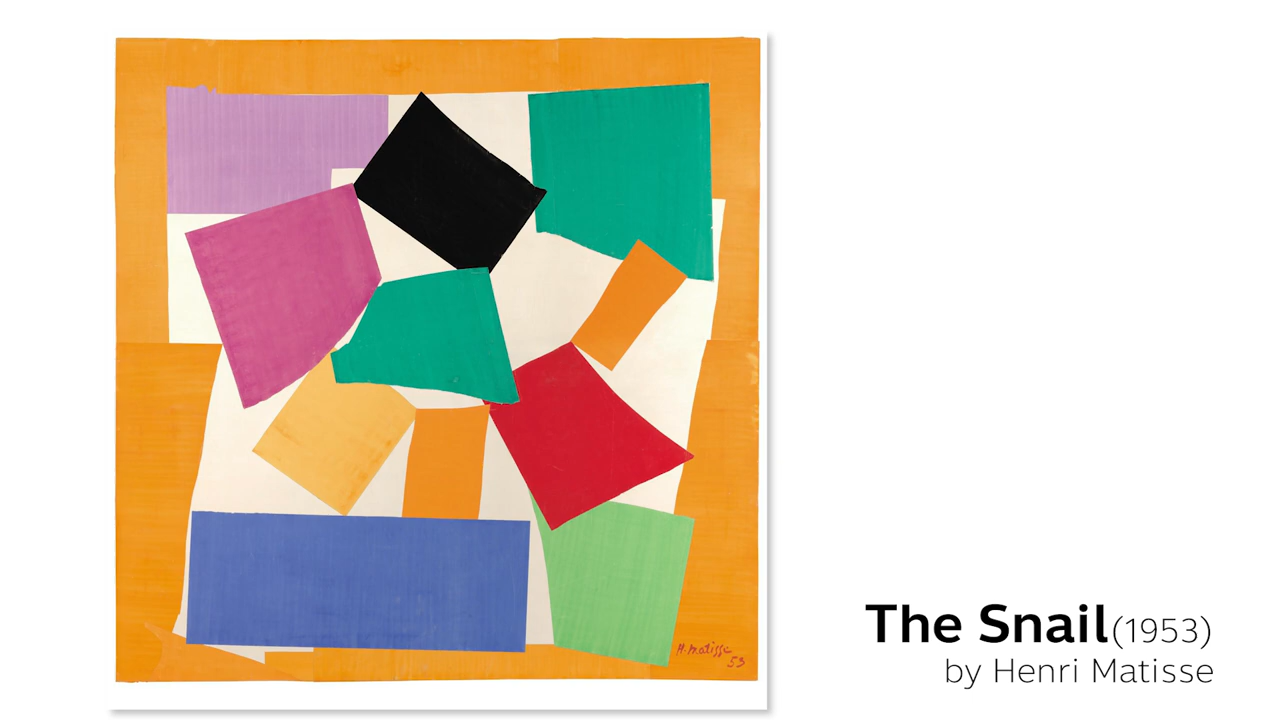 H. Matisse
53
The Snail (1953)
by Henri Matisse